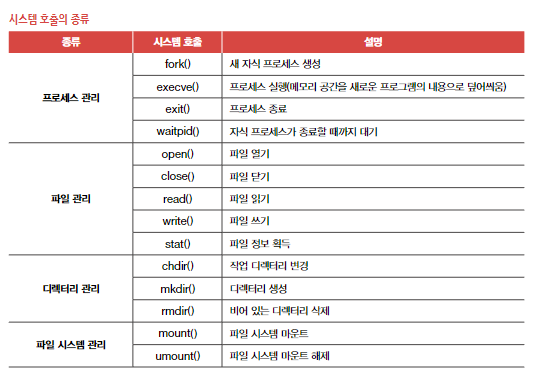 시스템 호출의 종류
종류 시스템 호출 설명
프로세스 관리
fork() 새 자식 프로세스 생성
execve() 프로세스 실행(메모리 공간을 새로운 프로그램의 내용으로 덮어씌움)
exit() 프로세스 종료
waitpid() 자식 프로세스가 종료할 때까지 대기
파일 관리
open() 파일 열기
close() 파일 닫기
read() 파일 읽기
write() 파일 쓰기
stat() 파일 정보 획득
디렉터리 관리
chdir() 작업 디렉터리 변경
mkdir() 디렉터리 생성
rmdir() 비어 있는 디렉터리 삭제
파일 시스템 관리
mount() 파일 시스템 마운트
umount() 파일 시스템 마운트 해제